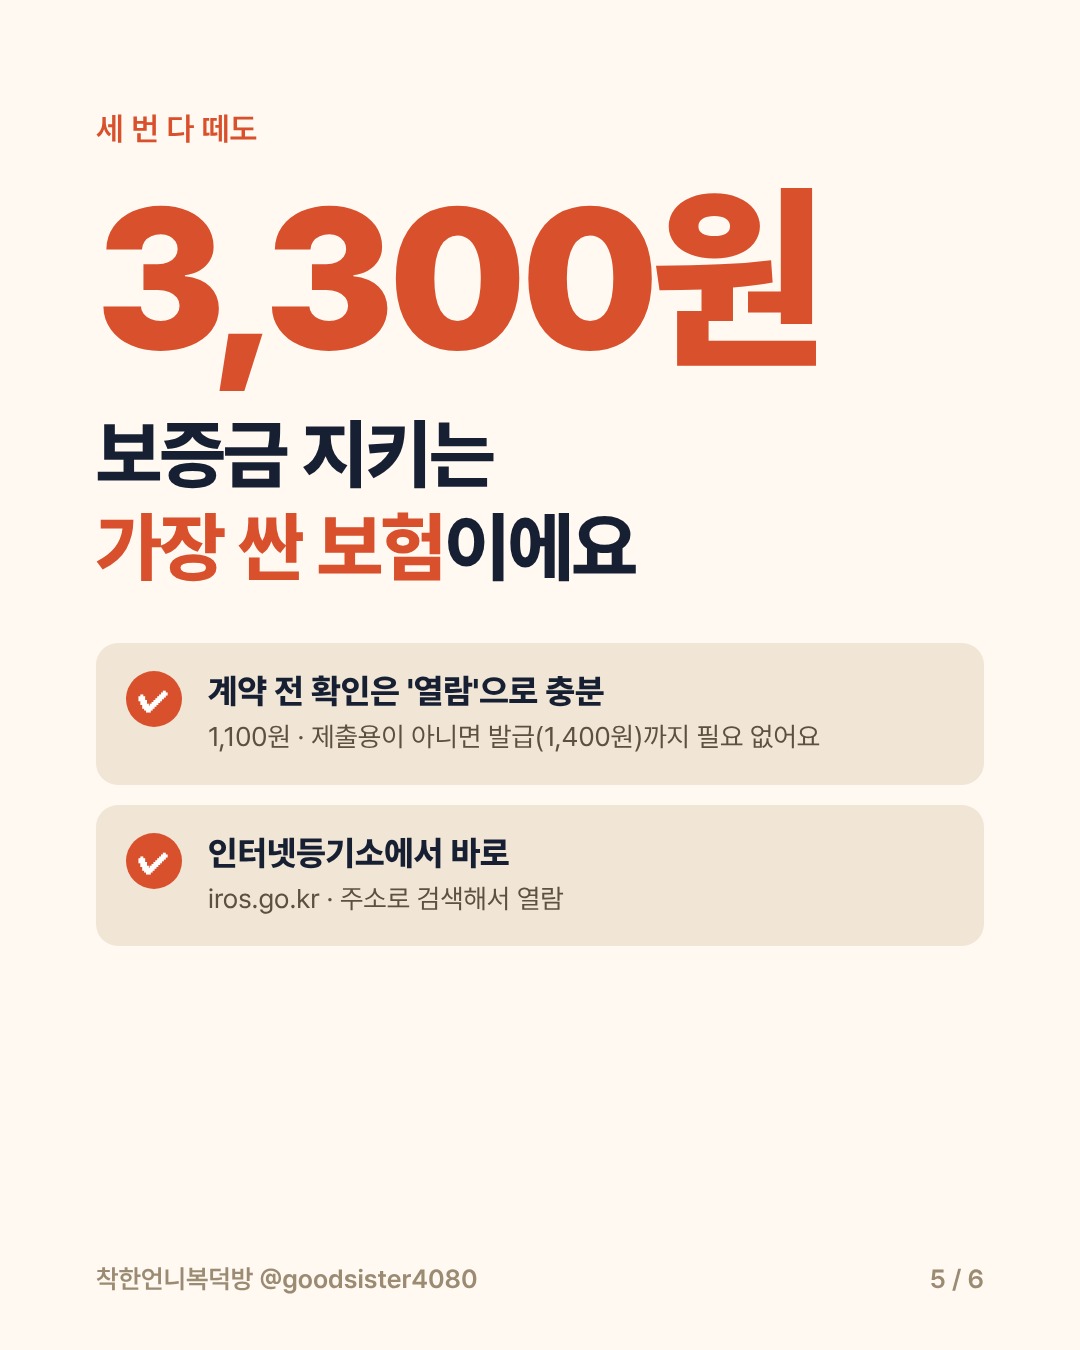 세 번 다 떼도
3,300원
보증금 지키는
가장 싼 보험이에요
계약 전 확인은 '열람'으로 충분
1,100원 · 제출용이 아니면 발급(1,400원)까지 필요 없어요
인터넷등기소에서 바로
iros.go.kr · 주소로 검색해서 열람
착한언니복덕방 @goodsister4080
5 / 6